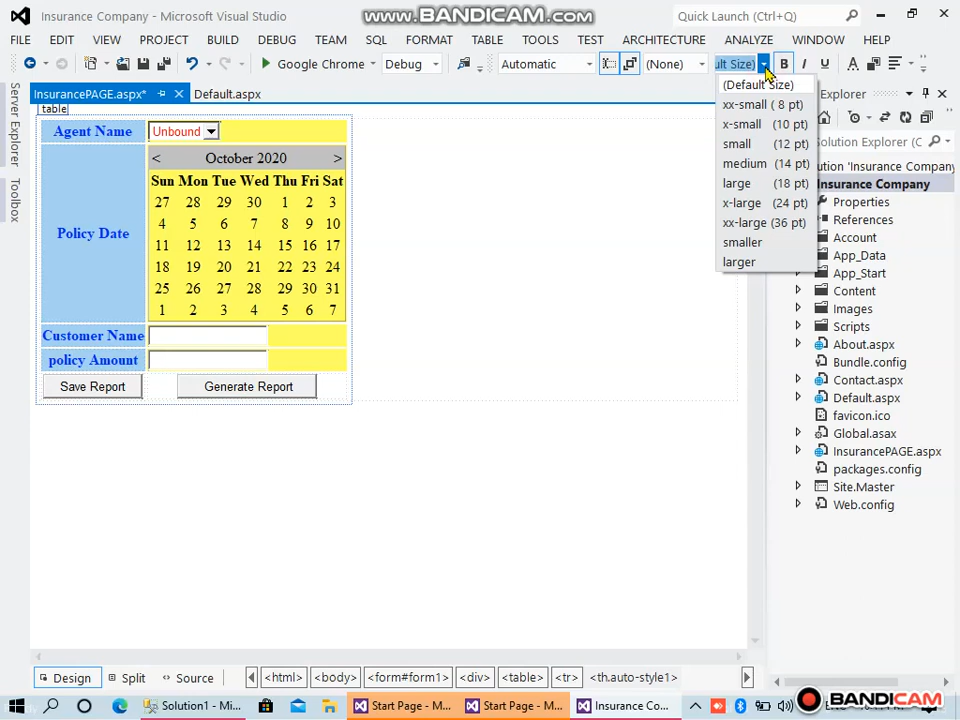 Insurance Company - Microsoft Visual Studio
www.BANDICAM.com
Quick Launch (Ctrl+Q)
FILE EDIT VIEW PROJECT BUILD DEBUG TEAM SQL FORMAT TABLE TOOLS TEST ARCHITECTURE ANALYZE WINDOW HELP
Google Chrome Debug Automatic (None) ult Size) B I U A
InsurancePAGE.aspx* Default.aspx
Explorer
table
Server Explorer
Toolbox
Agent Name Unbound
Policy Date
< October 2020 >
Sun Mon Tue Wed Thu Fri Sat
27 28 29 30 1 2 3
4 5 6 7 8 9 10
11 12 13 14 15 16 17
18 19 20 21 22 23 24
25 26 27 28 29 30 31
1 2 3 4 5 6 7
Customer Name
policy Amount
Save Report Generate Report
(Default Size)
xx-small ( 8 pt)
x-small (10 pt)
small (12 pt)
medium (14 pt)
large (18 pt)
x-large (24 pt)
xx-large (36 pt)
smaller
larger
Solution Explorer (
ution 'Insurance Company'
Insurance Company
Properties
References
Account
App_Data
App_Start
Content
Images
Scripts
About.aspx
Bundle.config
Contact.aspx
Default.aspx
favicon.ico
Global.asax
InsurancePAGE.aspx
packages.config
Site.Master
Web.config
Design Split Source <html> <body> <form#form1> <div> <table> <tr> <th.auto-style1>
Solution1 - Mi... Start Page - M... Start Page - M... Insurance Co...
BANDICAM